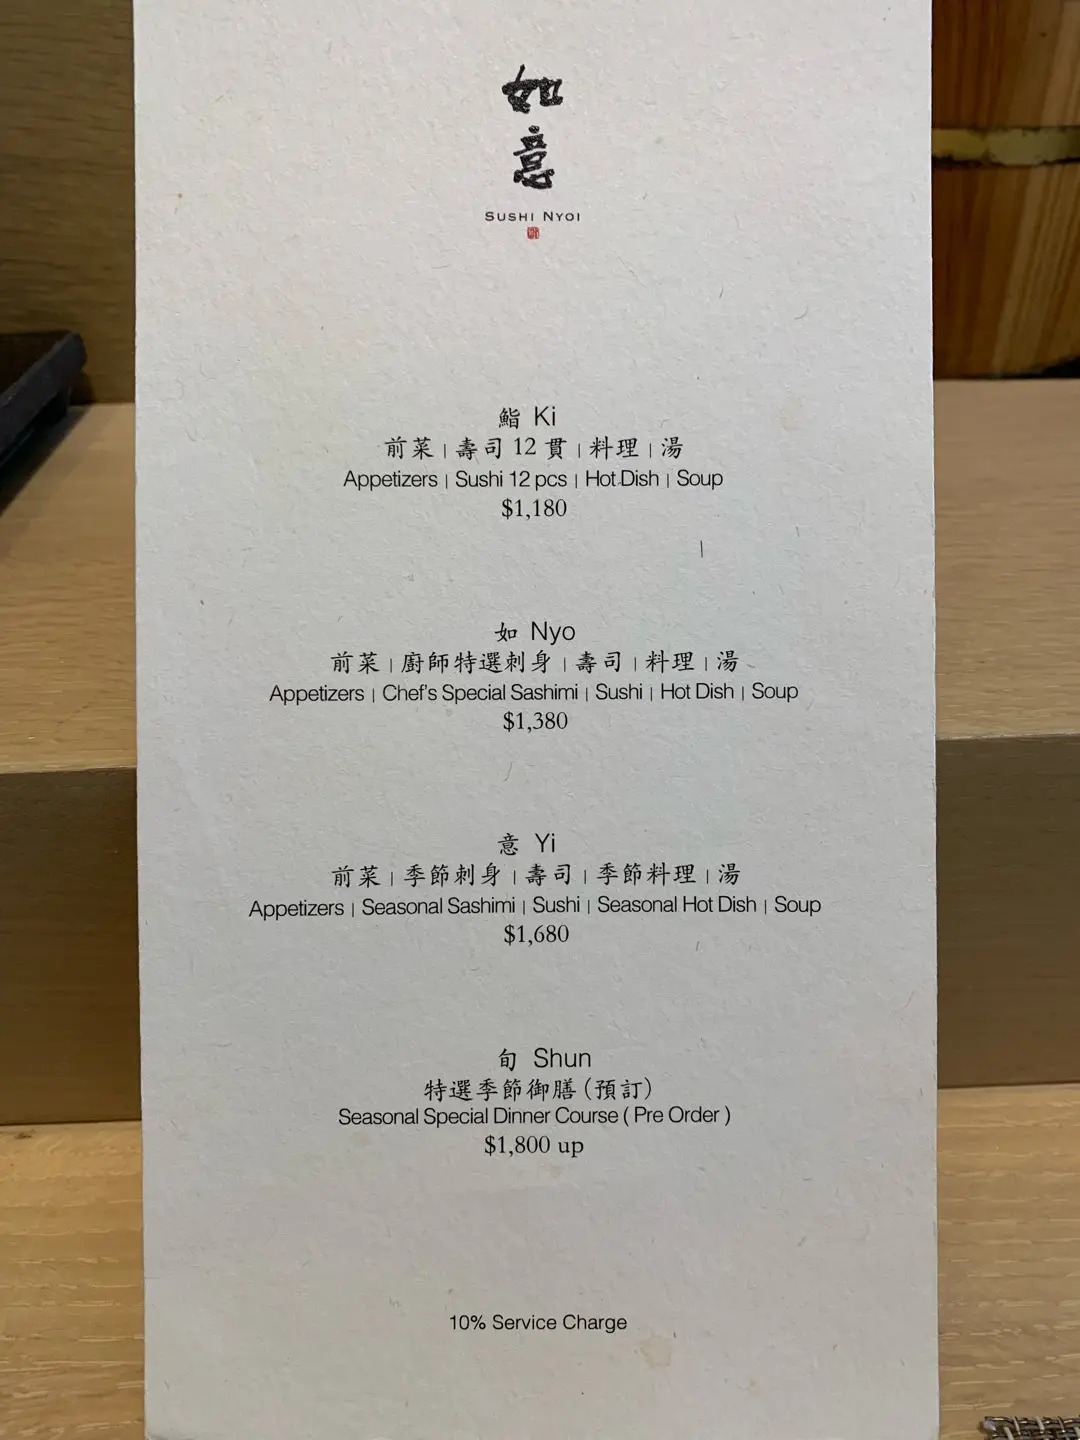 如
意
SUSHI NYOI
鮨 Ki
前菜 | 壽司 12 貫 | 料理 | 湯
Appetizers | Sushi 12 pcs | Hot Dish | Soup
$1,180
如 Nyo
前菜 | 廚師特選刺身 | 壽司 | 料理 | 湯
Appetizers | Chef's Special Sashimi | Sushi | Hot Dish | Soup
$1,380
意 Yi
前菜 | 季節刺身 | 壽司 | 季節料理 | 湯
Appetizers | Seasonal Sashimi | Sushi | Seasonal Hot Dish | Soup
$1,680
旬 Shun
特選季節御膳 (預訂)
Seasonal Special Dinner Course ( Pre Order )
$1,800 up
10% Service Charge